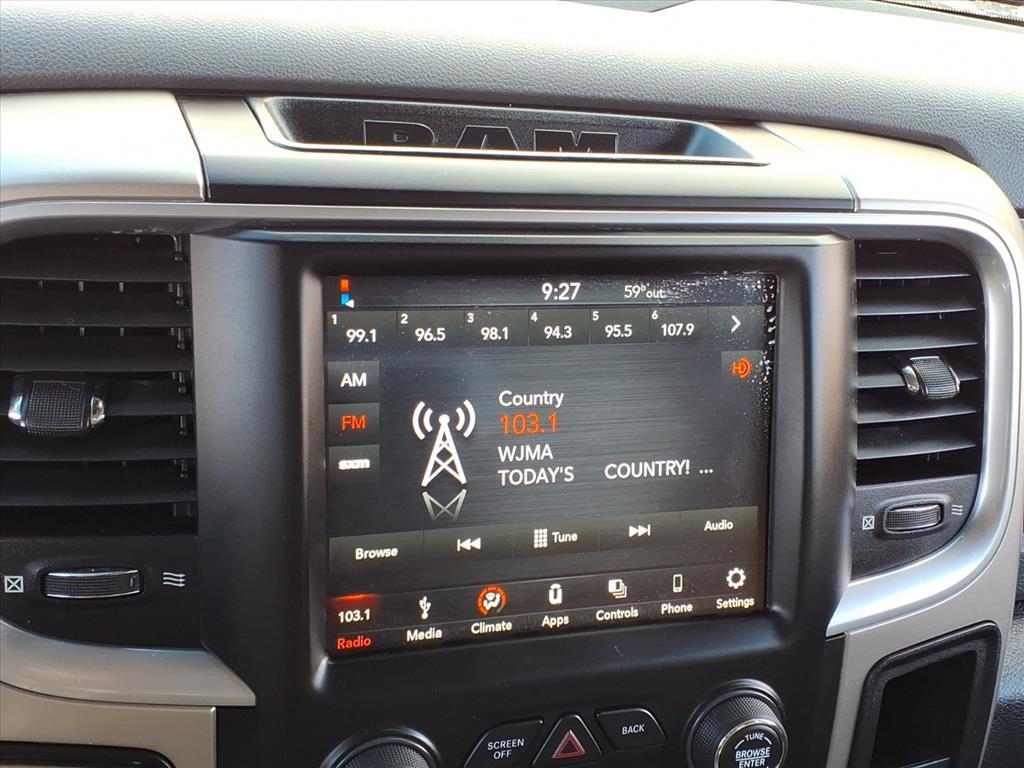 RAM
9:27 59° out
1 99.1 2 96.5 3 98.1 4 94.3 5 95.5 6 107.9
AM
HD
FM
sxm
Country
103.1
WJMA
TODAY'S COUNTRY! ...
Browse Tune Audio
103.1
Radio Media Climate Apps Controls Phone Settings
SCREEN OFF
BACK
TUNE
BROWSE
ENTER